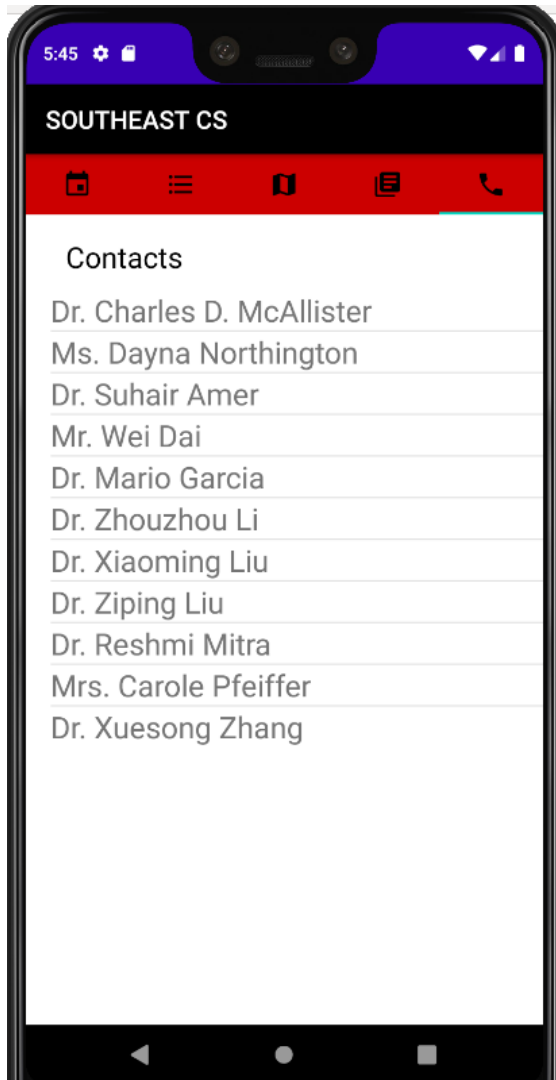 5:45
SOUTHEAST CS
Contacts
Dr. Charles D. McAllister
Ms. Dayna Northington
Dr. Suhair Amer
Mr. Wei Dai
Dr. Mario Garcia
Dr. Zhouzhou Li
Dr. Xiaoming Liu
Dr. Ziping Liu
Dr. Reshmi Mitra
Mrs. Carole Pfeiffer
Dr. Xuesong Zhang